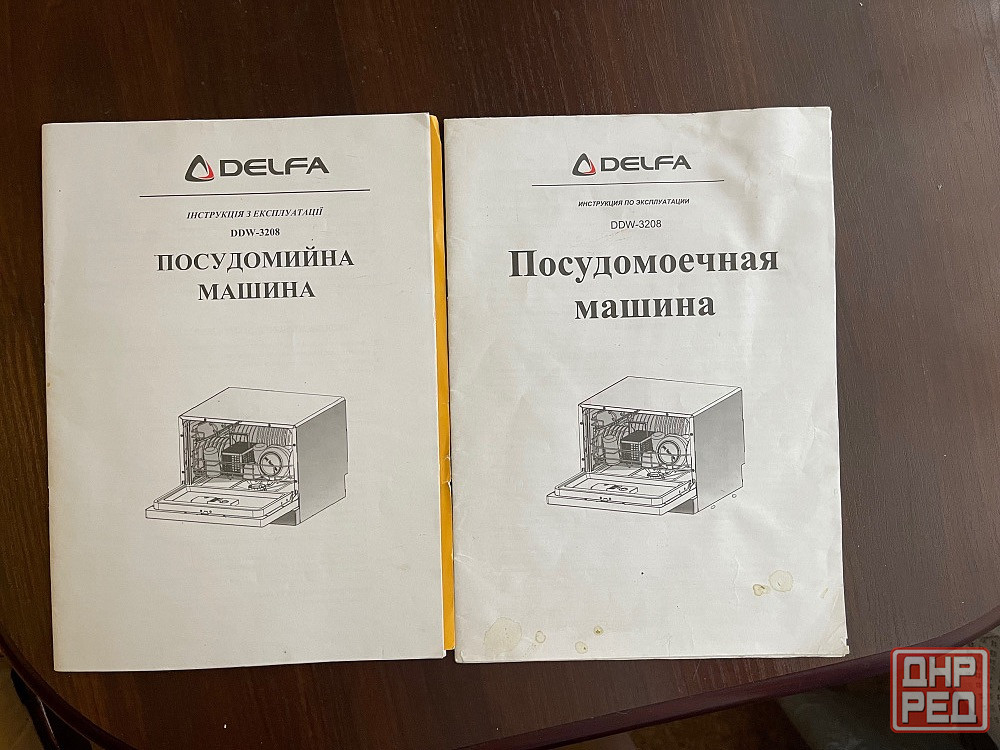 DELFA
ІНСТРУКЦІЯ З ЕКСПЛУАТАЦІЇ
DDW-3208
ПОСУДОМИЙНА
МАШИНА
DELFA
ИНСТРУКЦИЯ ПО ЭКСПЛУАТАЦИИ
DDW-3208
Посудомоечная
машина
ДНР
РЕД